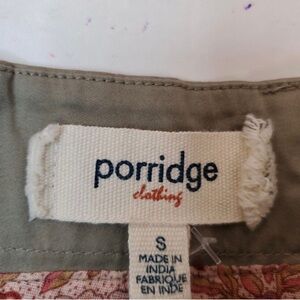 porridge
clothing
S
MADE IN
INDIA
FABRIQUE
EN INDE